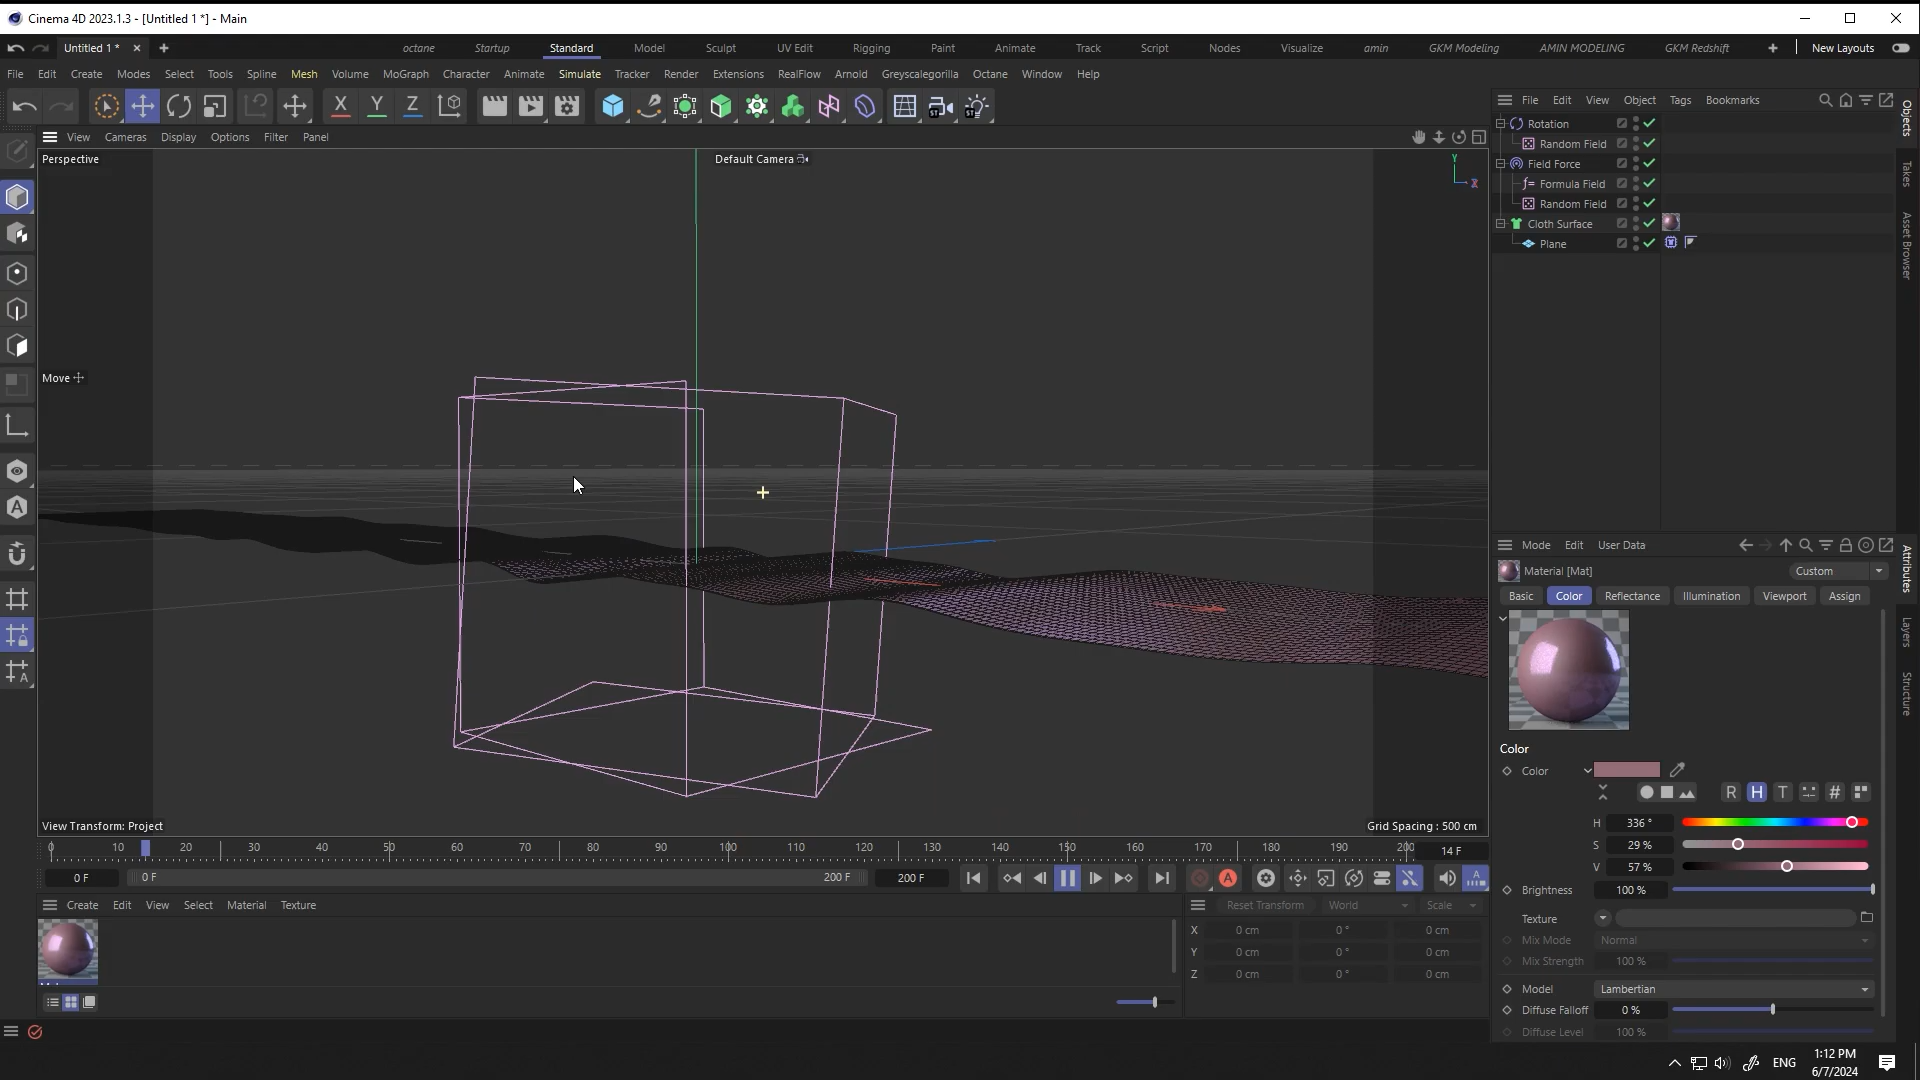 Cinema 4D 2023.1.3 - [Untitled 1 *] - Main
Untitled 1 *
octane Startup Standard Model Sculpt UV Edit Rigging Paint Animate Track Script Nodes Visualize amin GKM Modeling AMIN MODELING GKM Redshift New Layouts
File Edit Create Modes Select Tools Spline Mesh Volume MoGraph Character Animate Simulate Tracker Render Extensions RealFlow Arnold Greyscalegorilla Octane Window Help
X Y Z
File Edit View Object Tags Bookmarks
Objects
Takes
Asset Browser
View Cameras Display Options Filter Panel
Perspective
Default Camera
Y
X
Rotation
Random Field
Field Force
Formula Field
Random Field
Cloth Surface
Plane
Move
Mode Edit User Data
Attributes
Layers
Structure
Material [Mat]
Custom
Basic Color Reflectance Illumination Viewport Assign
Color
Color
R H T #
H 336 °
S 29 %
V 57 %
Brightness 100 %
Texture
Mix Mode Normal
Mix Strength 100 %
Model Lambertian
Diffuse Falloff 0 %
Diffuse Level 100 %
View Transform: Project
Grid Spacing : 500 cm
0 10 20 30 40 50 60 70 80 90 100 110 120 130 140 150 160 170 180 190 200 14 F
0 F 0 F 200 F 200 F
Create Edit View Select Material Texture
Reset Transform World Scale
X 0 cm 0 ° 0 cm
Y 0 cm 0 ° 0 cm
Z 0 cm 0 ° 0 cm
ENG
1:12 PM
6/7/2024